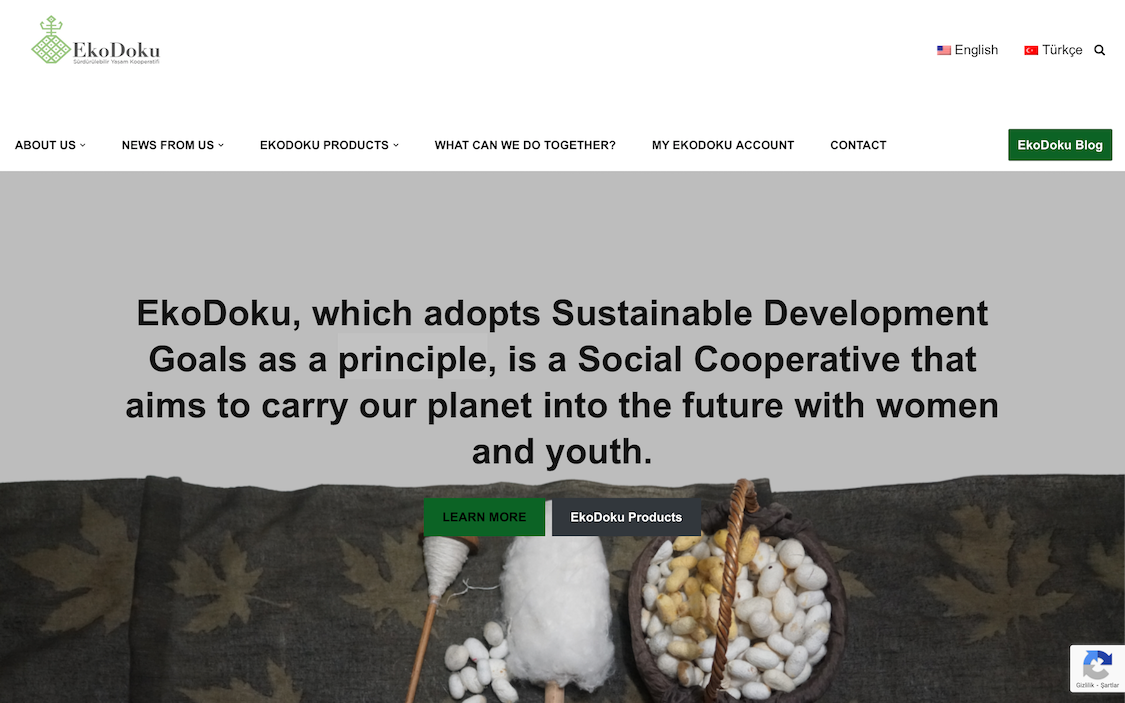 EkoDoku
Sürdürülebilir Yaşam Kooperatifi
English
Türkçe
ABOUT US
NEWS FROM US
EKODOKU PRODUCTS
WHAT CAN WE DO TOGETHER?
MY EKODOKU ACCOUNT
CONTACT
EkoDoku Blog
EkoDoku, which adopts Sustainable Development
Goals as a principle, is a Social Cooperative that
aims to carry our planet into the future with women
and youth.
LEARN MORE
EkoDoku Products
Gizlilik - Şartlar